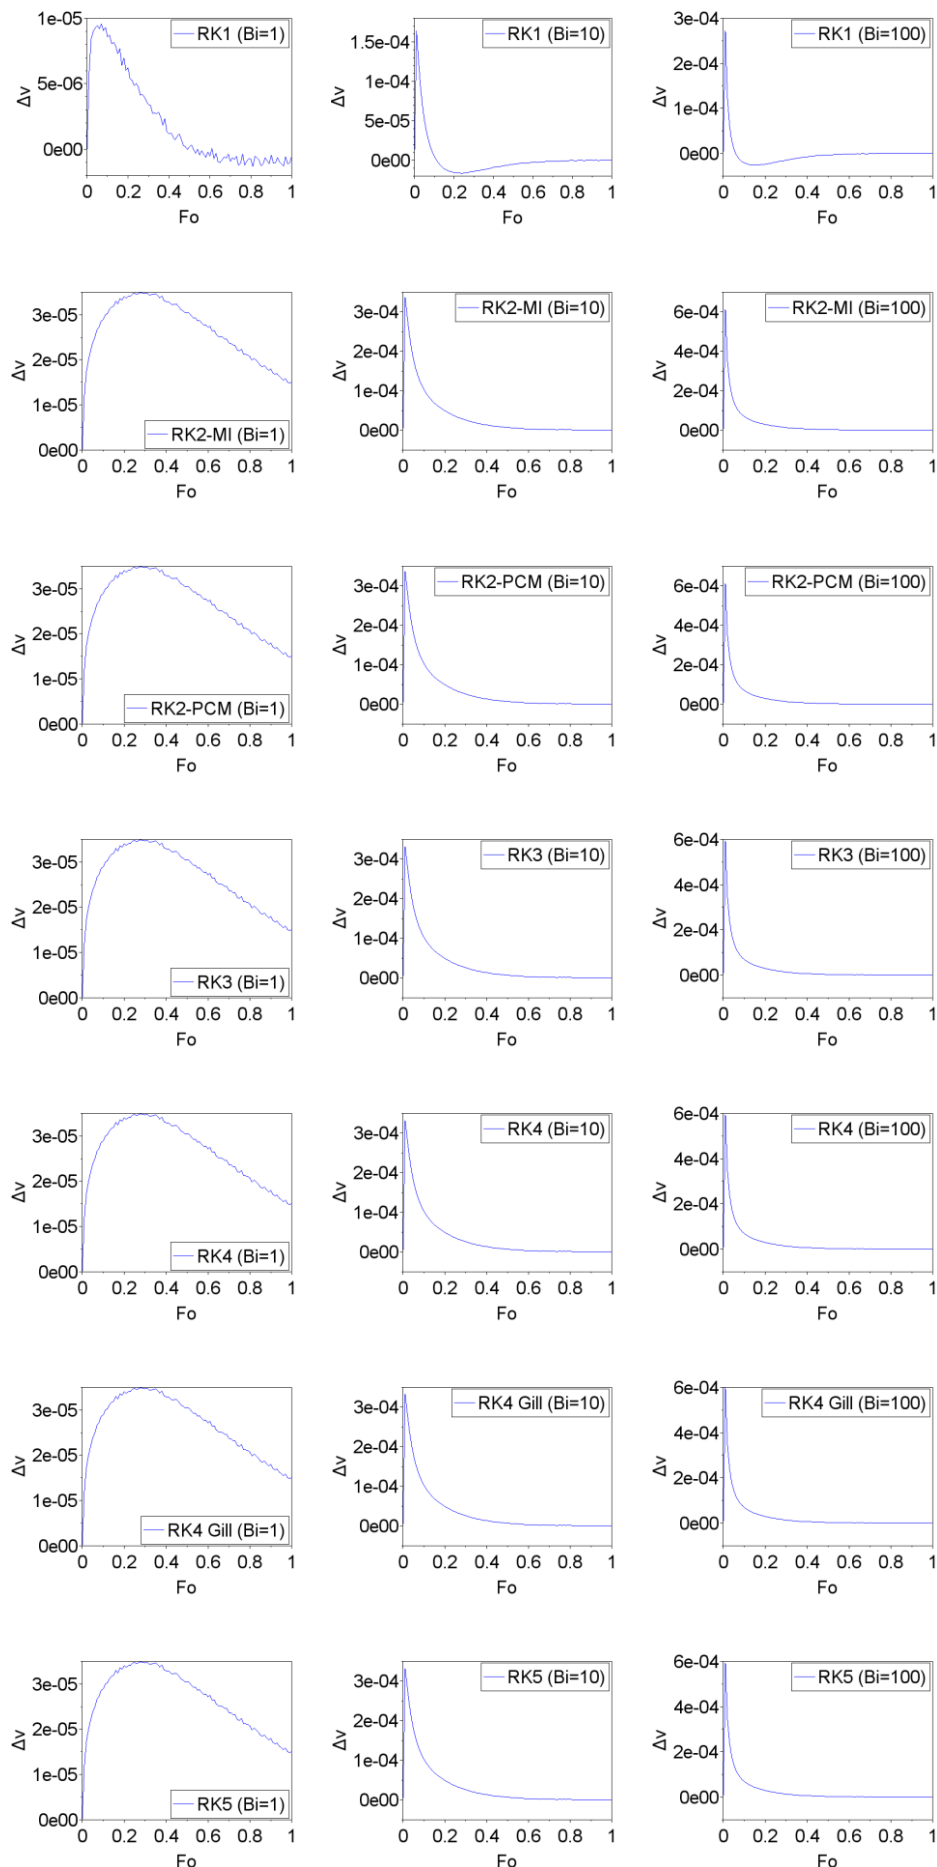 1e-05
5e-06
0e00
Δv
RK1 (Bi=1)
0 0.2 0.4 0.6 0.8 1
Fo
1.5e-04
1e-04
5e-05
0e00
Δv
RK1 (Bi=10)
0 0.2 0.4 0.6 0.8 1
Fo
3e-04
2e-04
1e-04
0e00
Δv
RK1 (Bi=100)
0 0.2 0.4 0.6 0.8 1
Fo
3e-05
2e-05
1e-05
0e00
Δv
RK2-MI (Bi=1)
0 0.2 0.4 0.6 0.8 1
Fo
3e-04
2e-04
1e-04
0e00
Δv
RK2-MI (Bi=10)
0 0.2 0.4 0.6 0.8 1
Fo
6e-04
4e-04
2e-04
0e00
Δv
RK2-MI (Bi=100)
0 0.2 0.4 0.6 0.8 1
Fo
3e-05
2e-05
1e-05
0e00
Δv
RK2-PCM (Bi=1)
0 0.2 0.4 0.6 0.8 1
Fo
3e-04
2e-04
1e-04
0e00
Δv
RK2-PCM (Bi=10)
0 0.2 0.4 0.6 0.8 1
Fo
6e-04
4e-04
2e-04
0e00
Δv
RK2-PCM (Bi=100)
0 0.2 0.4 0.6 0.8 1
Fo
3e-05
2e-05
1e-05
0e00
Δv
RK3 (Bi=1)
0 0.2 0.4 0.6 0.8 1
Fo
3e-04
2e-04
1e-04
0e00
Δv
RK3 (Bi=10)
0 0.2 0.4 0.6 0.8 1
Fo
6e-04
4e-04
2e-04
0e00
Δv
RK3 (Bi=100)
0 0.2 0.4 0.6 0.8 1
Fo
3e-05
2e-05
1e-05
0e00
Δv
RK4 (Bi=1)
0 0.2 0.4 0.6 0.8 1
Fo
3e-04
2e-04
1e-04
0e00
Δv
RK4 (Bi=10)
0 0.2 0.4 0.6 0.8 1
Fo
6e-04
4e-04
2e-04
0e00
Δv
RK4 (Bi=100)
0 0.2 0.4 0.6 0.8 1
Fo
3e-05
2e-05
1e-05
0e00
Δv
RK4 Gill (Bi=1)
0 0.2 0.4 0.6 0.8 1
Fo
3e-04
2e-04
1e-04
0e00
Δv
RK4 Gill (Bi=10)
0 0.2 0.4 0.6 0.8 1
Fo
6e-04
4e-04
2e-04
0e00
Δv
RK4 Gill (Bi=100)
0 0.2 0.4 0.6 0.8 1
Fo
3e-05
2e-05
1e-05
0e00
Δv
RK5 (Bi=1)
0 0.2 0.4 0.6 0.8 1
Fo
3e-04
2e-04
1e-04
0e00
Δv
RK5 (Bi=10)
0 0.2 0.4 0.6 0.8 1
Fo
6e-04
4e-04
2e-04
0e00
Δv
RK5 (Bi=100)
0 0.2 0.4 0.6 0.8 1
Fo